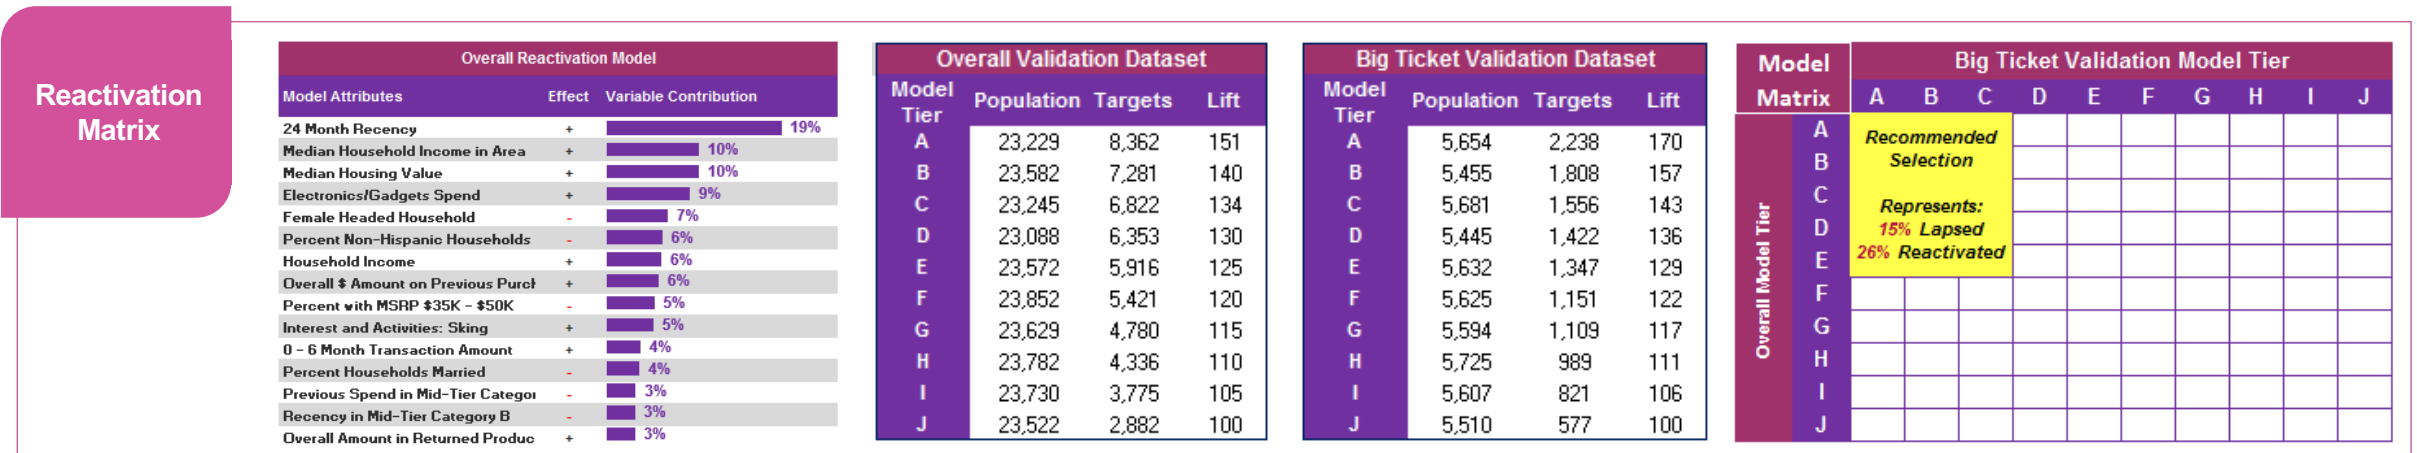 Reactivation
Matrix
Overall Reactivation Model
Model Attributes Effect Variable Contribution
24 Month Recency + 19%
Median Household Income in Area + 10%
Median Housing Value + 10%
Electronics/Gadgets Spend + 9%
Female Headed Household - 7%
Percent Non-Hispanic Households - 6%
Household Income + 6%
Overall $ Amount on Previous Purch + 6%
Percent with MSRP $35K - $50K - 5%
Interest and Activities: Sking + 5%
0 - 6 Month Transaction Amount + 4%
Percent Households Married - 4%
Previous Spend in Mid-Tier Categor - 3%
Recency in Mid-Tier Category B - 3%
Overall Amount in Returned Produc + 3%
Overall Validation Dataset
Model Tier Population Targets Lift
A 23,229 8,362 151
B 23,582 7,281 140
C 23,245 6,822 134
D 23,088 6,353 130
E 23,572 5,916 125
F 23,852 5,421 120
G 23,629 4,780 115
H 23,782 4,336 110
I 23,730 3,775 105
J 23,522 2,882 100
Big Ticket Validation Dataset
Model Tier Population Targets Lift
A 5,654 2,238 170
B 5,455 1,808 157
C 5,681 1,556 143
D 5,445 1,422 136
E 5,632 1,347 129
F 5,625 1,151 122
G 5,594 1,109 117
H 5,725 989 111
I 5,607 821 106
J 5,510 577 100
Model
Matrix
Big Ticket Validation Model Tier
A B C D E F G H I J
Overall Model Tier
A
B
C
D
E
F
G
H
I
J
Recommended
Selection
Represents:
15% Lapsed
26% Reactivated